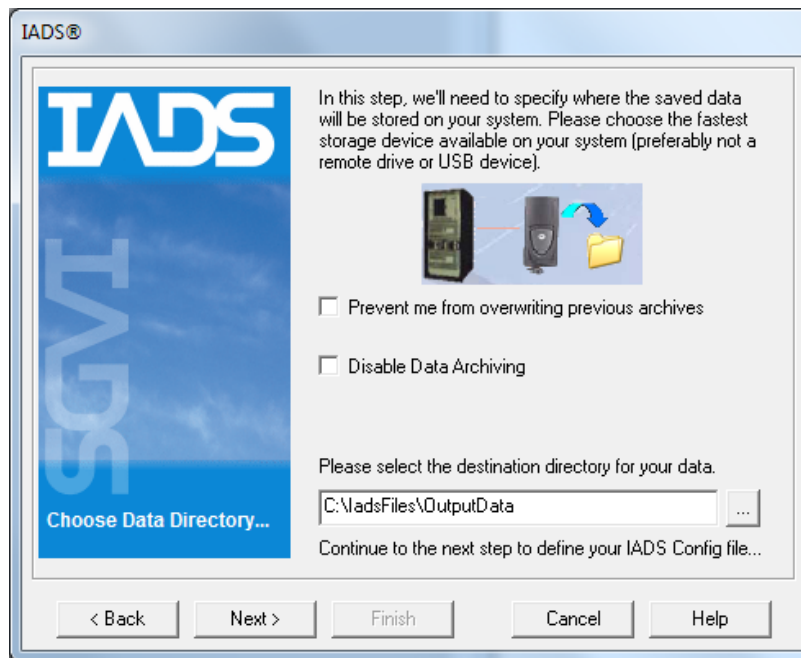 IADS®
IADS
In this step, we'll need to specify where the saved data
will be stored on your system. Please choose the fastest
storage device available on your system (preferably not a
remote drive or USB device).
Prevent me from overwriting previous archives
Disable Data Archiving
IADS
Choose Data Directory...
Please select the destination directory for your data.
C:\IadsFiles\OutputData
...
Continue to the next step to define your IADS Config file...
< Back
Next >
Finish
Cancel
Help